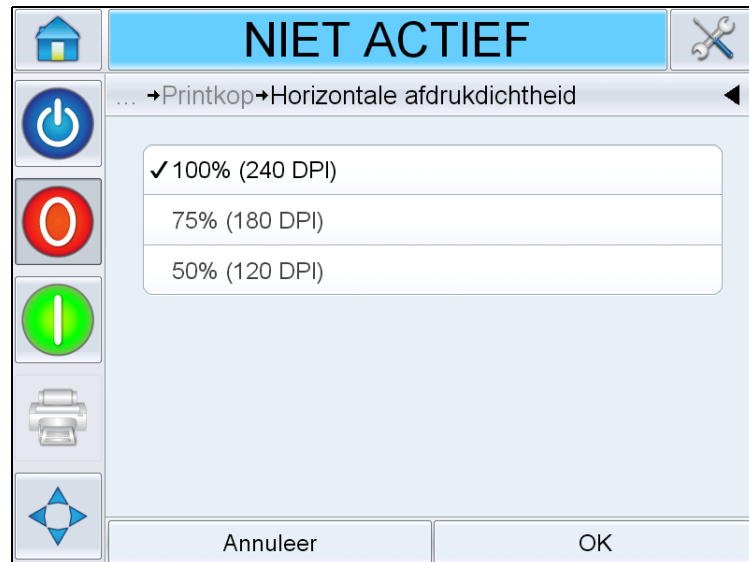 NIET ACTIEF
... →Printkop→Horizontale afdrukdichtheid
✓100% (240 DPI)
75% (180 DPI)
50% (120 DPI)
Annuleer
OK